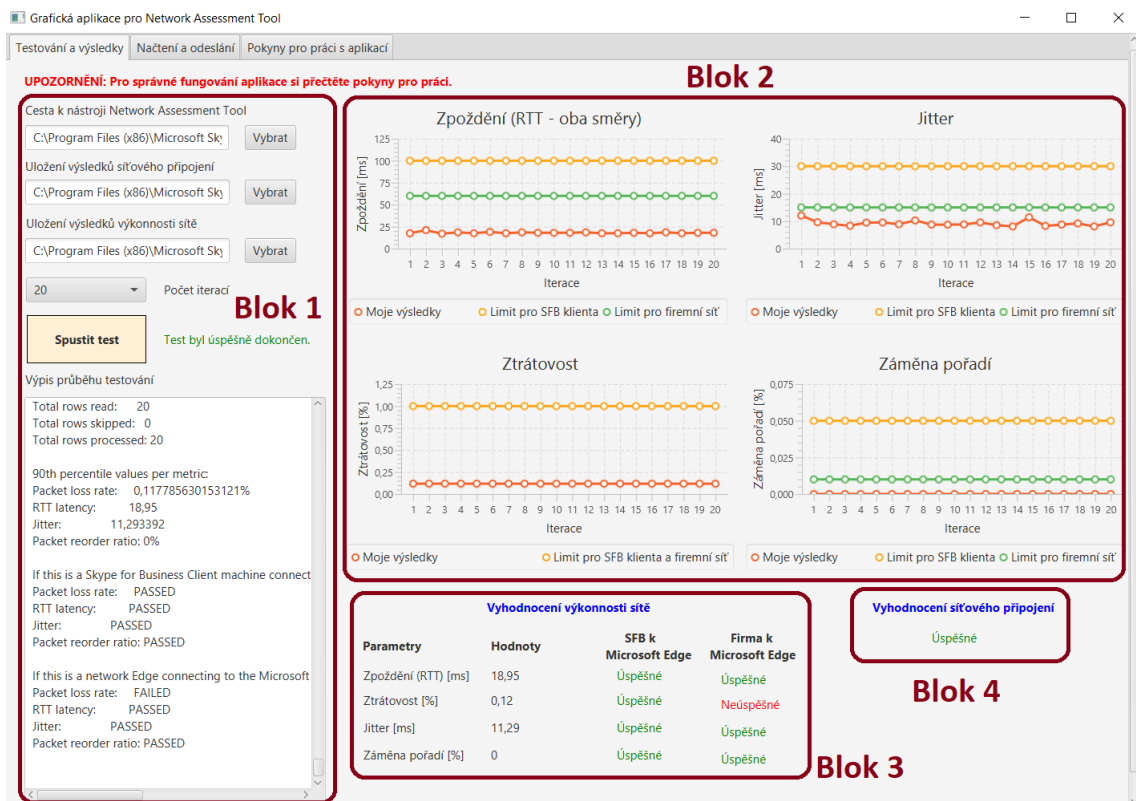 Grafická aplikace pro Network Assessment Tool
Testování a výsledky Načtení a odeslání Pokyny pro práci s aplikací
UPOZORNĚNÍ: Pro správné fungování aplikace si přečtěte pokyny pro práci.
Cesta k nástroji Network Assessment Tool
C:\Program Files (x86)\Microsoft Sky Vybrat
Uložení výsledků síťového připojení
C:\Program Files (x86)\Microsoft Sky Vybrat
Uložení výsledků výkonnosti sítě
C:\Program Files (x86)\Microsoft Sky Vybrat
20 Počet iterací
Blok 1
Spustit test Test byl úspěšně dokončen.
Výpis průběhu testování
Total rows read: 20
Total rows skipped: 0
Total rows processed: 20
90th percentile values per metric:
Packet loss rate: 0,117785630153121%
RTT latency: 18,95
Jitter: 11,293392
Packet reorder ratio: 0%
If this is a Skype for Business Client machine connect
Packet loss rate: PASSED
RTT latency: PASSED
Jitter: PASSED
Packet reorder ratio: PASSED
If this is a network Edge connecting to the Microsoft
Packet loss rate: FAILED
RTT latency: PASSED
Jitter: PASSED
Packet reorder ratio: PASSED
Blok 2
Zpoždění (RTT - oba směry)
Zpoždění [ms]
125
100
75
50
25
0
1 2 3 4 5 6 7 8 9 10 11 12 13 14 15 16 17 18 19 20
Iterace
Moje výsledky Limit pro SFB klienta Limit pro firemní síť
Jitter
Jitter [ms]
40
30
20
10
0
1 2 3 4 5 6 7 8 9 10 11 12 13 14 15 16 17 18 19 20
Iterace
Moje výsledky Limit pro SFB klienta Limit pro firemní síť
Ztrátovost
Ztrátovost [%]
1,25
1,00
0,75
0,50
0,25
0,00
1 2 3 4 5 6 7 8 9 10 11 12 13 14 15 16 17 18 19 20
Iterace
Moje výsledky Limit pro SFB klienta a firemní síť
Záměna pořadí
Záměna pořadí [%]
0,075
0,050
0,025
0,000
1 2 3 4 5 6 7 8 9 10 11 12 13 14 15 16 17 18 19 20
Iterace
Moje výsledky Limit pro SFB klienta Limit pro firemní síť
Vyhodnocení výkonnosti sítě
Parametry Hodnoty SFB k Microsoft Edge Firma k Microsoft Edge
Zpoždění (RTT) [ms] 18,95 Úspěšné Úspěšné
Ztrátovost [%] 0,12 Úspěšné Neúspěšné
Jitter [ms] 11,29 Úspěšné Úspěšné
Záměna pořadí [%] 0 Úspěšné Úspěšné
Blok 3
Vyhodnocení síťového připojení
Úspěšné
Blok 4